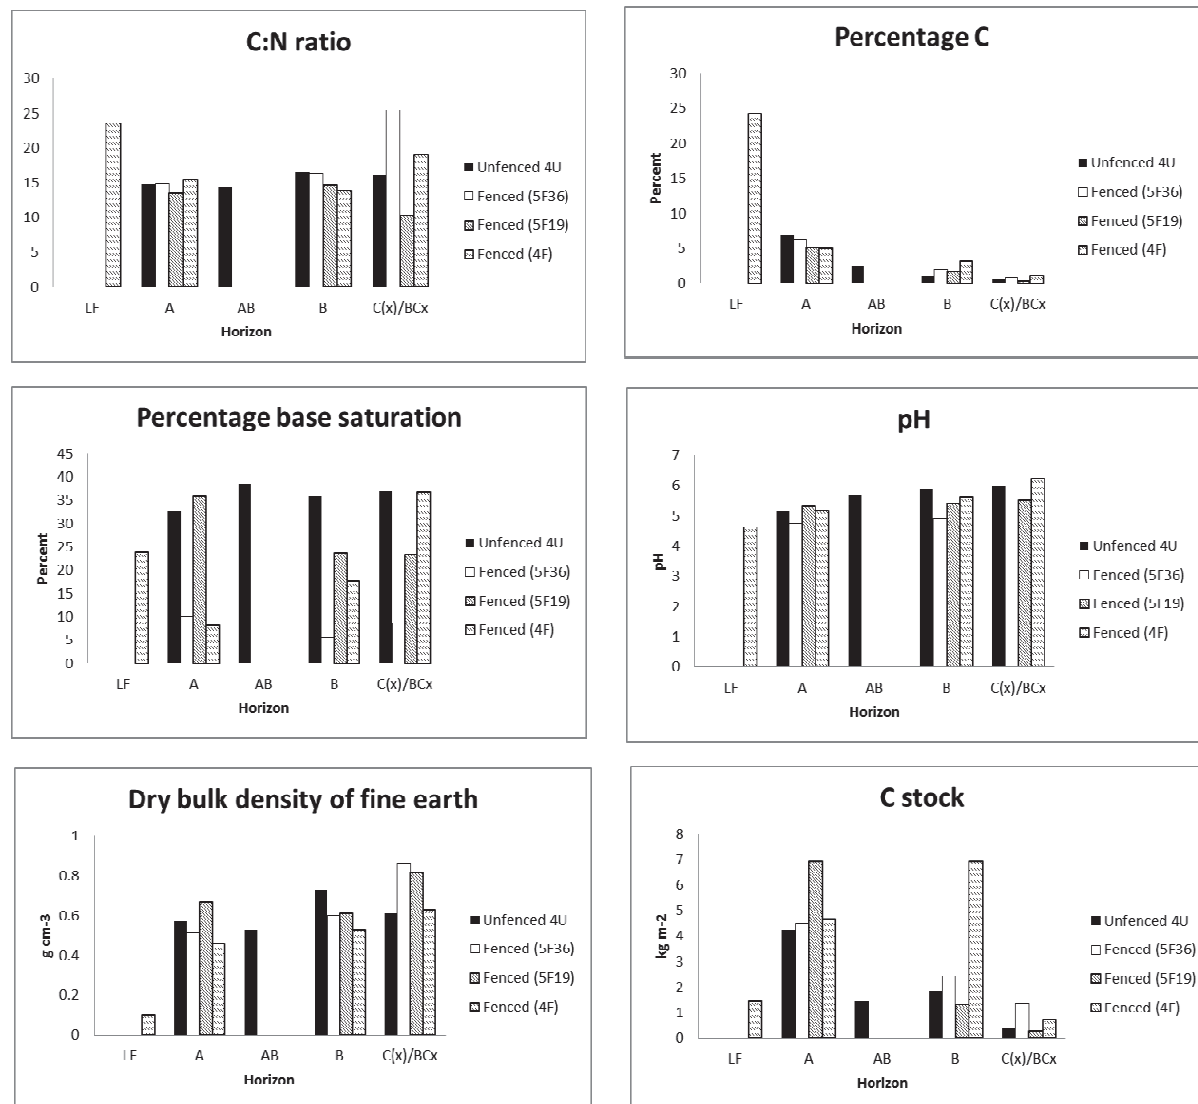 C:N ratio
30
25
20
15
10
5
0
LF A AB B C(x)/BCx
Horizon
Unfenced 4U
Fenced (5F36)
Fenced (5F19)
Fenced (4F)
Percentage C
30
25
20
15
10
5
0
Percent
LF A AB B C(x)/BCx
Horizon
Unfenced 4U
Fenced (5F36)
Fenced (5F19)
Fenced (4F)
Percentage base saturation
45
40
35
30
25
20
15
10
5
0
Percent
LF A AB B C(x)/BCx
Horizon
Unfenced 4U
Fenced (5F36)
Fenced (5F19)
Fenced (4F)
pH
7
6
5
4
3
2
1
0
pH
LF A AB B C(x)/BCx
Horizon
Unfenced 4U
Fenced (5F36)
Fenced (5F19)
Fenced (4F)
Dry bulk density of fine earth
1
0.8
0.6
0.4
0.2
0
g cm-3
LF A AB B C(x)/BCx
Horizon
Unfenced 4U
Fenced (5F36)
Fenced (5F19)
Fenced (4F)
C stock
8
7
6
5
4
3
2
1
0
kg m-2
LF A AB B C(x)/BCx
Horizon
Unfenced 4U
Fenced (5F36)
Fenced (5F19)
Fenced (4F)